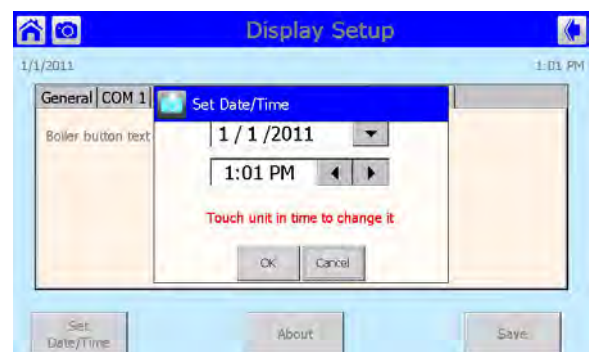 Display Setup
1/1/2011 1:01 PM
General COM 1
Set Date/Time
Boiler button text
1 / 1 /2011
1:01 PM
Touch unit in time to change it
OK Cancel
Set Date/Time About Save